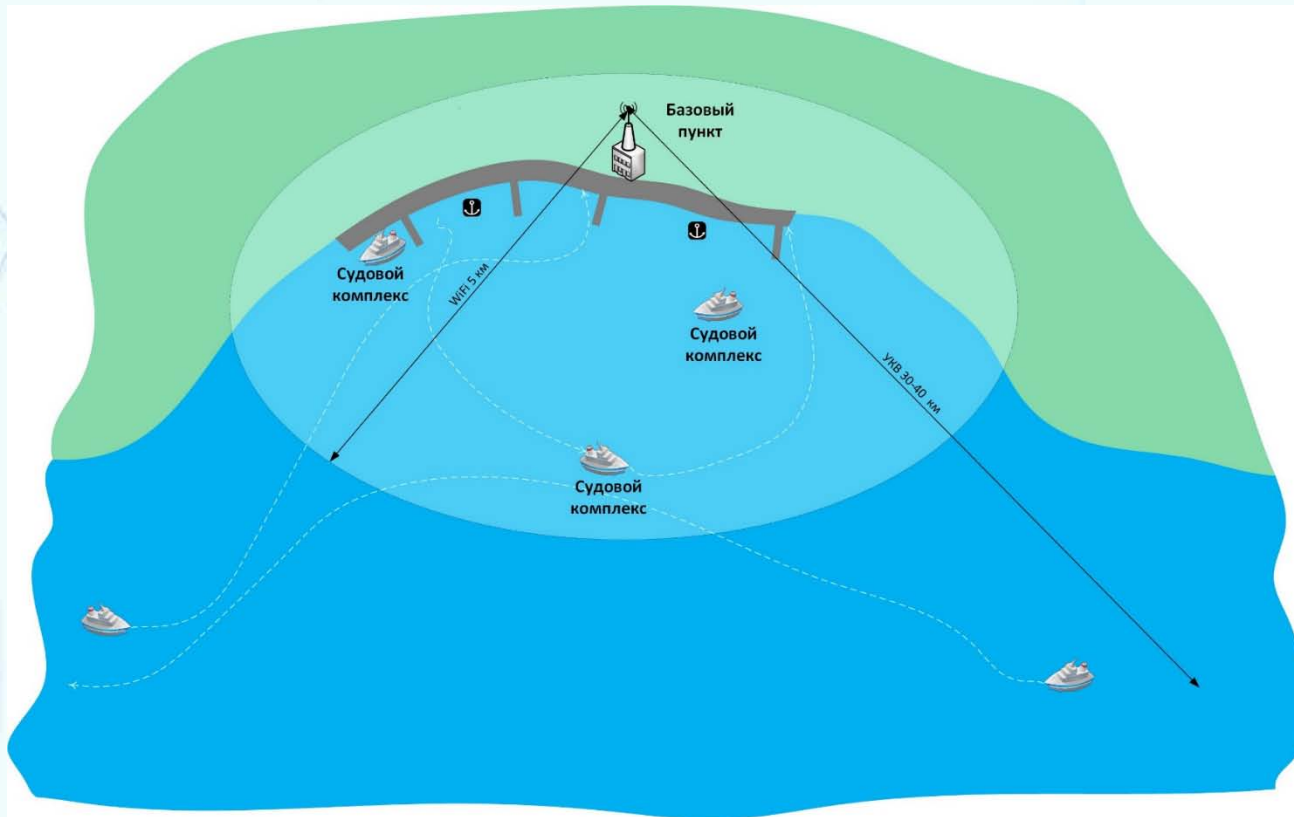 Базовый
пункт
Судовой
комплекс
WiFi 5 км
Судовой
комплекс
УКВ 30-40 км
Судовой
комплекс